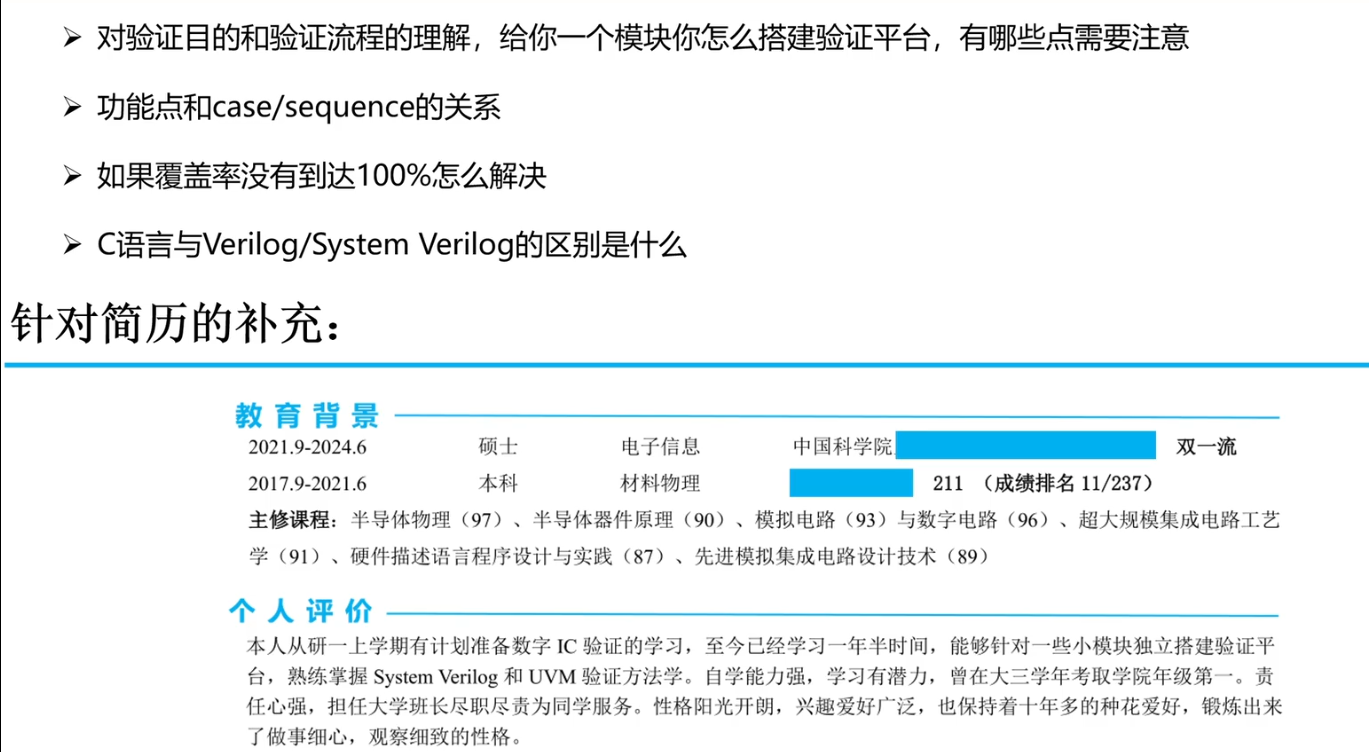 ➢ 对验证目的和验证流程的理解，给你一个模块你怎么搭建验证平台，有哪些点需要注意
➢ 功能点和case/sequence的关系
➢ 如果覆盖率没有到达100%怎么解决
➢ C语言与Verilog/System Verilog的区别是什么
针对简历的补充：
教育背景
2021.9-2024.6 硕士 电子信息 中国科学院 双一流
2017.9-2021.6 本科 材料物理 211 （成绩排名 11/237）
主修课程：半导体物理（97）、半导体器件原理（90）、模拟电路（93）与数字电路（96）、超大规模集成电路工艺
学（91）、硬件描述语言程序设计与实践（87）、先进模拟集成电路设计技术（89）
个人评价
本人从研一上学期有计划准备数字 IC 验证的学习，至今已经学习一年半时间，能够针对一些小模块独立搭建验证平
台，熟练掌握 System Verilog 和 UVM 验证方法学。自学能力强，学习有潜力，曾在大三学年考取学院年级第一。责
任心强，担任大学班长尽职尽责为同学服务。性格阳光开朗，兴趣爱好广泛，也保持着十年多的种花爱好，锻炼出来
了做事细心，观察细致的性格。